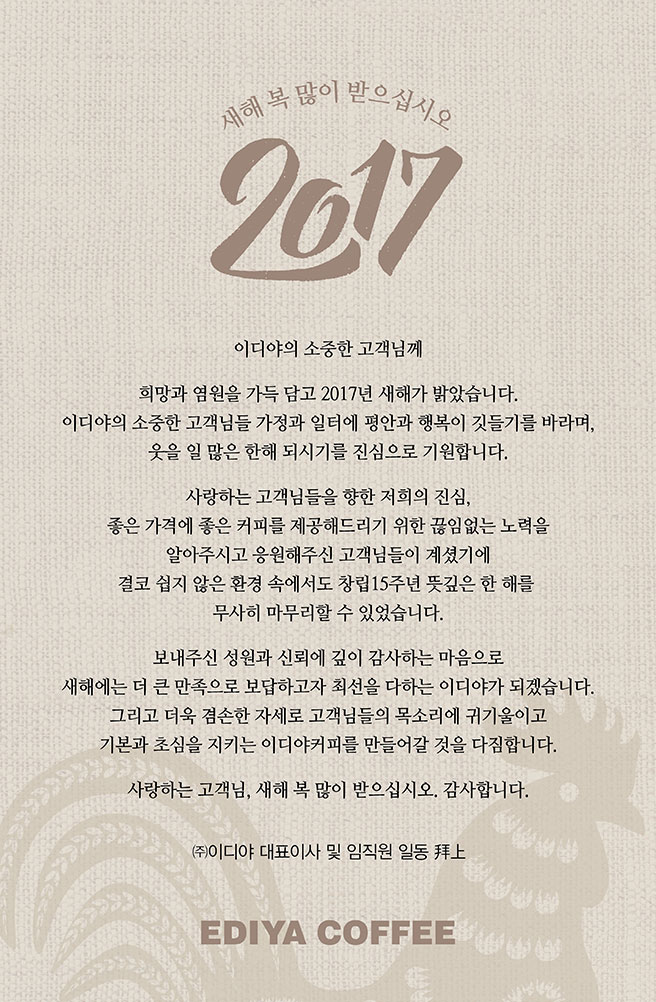 새해 복 많이 받으십시오
2017
이디야의 소중한 고객님께
희망과 염원을 가득 담고 2017년 새해가 밝았습니다.
이디야의 소중한 고객님들 가정과 일터에 평안과 행복이 깃들기를 바라며,
웃을 일 많은 한해 되시기를 진심으로 기원합니다.
사랑하는 고객님들을 향한 저희의 진심,
좋은 가격에 좋은 커피를 제공해드리기 위한 끊임없는 노력을
알아주시고 응원해주신 고객님들이 계셨기에
결코 쉽지 않은 환경 속에서도 창립15주년 뜻깊은 한 해를
무사히 마무리할 수 있었습니다.
보내주신 성원과 신뢰에 깊이 감사하는 마음으로
새해에는 더 큰 만족으로 보답하고자 최선을 다하는 이디야가 되겠습니다.
그리고 더욱 겸손한 자세로 고객님들의 목소리에 귀기울이고
기본과 초심을 지키는 이디야커피를 만들어갈 것을 다짐합니다.
사랑하는 고객님, 새해 복 많이 받으십시오. 감사합니다.
㈜이디야 대표이사 및 임직원 일동 拜上
EDIYA COFFEE